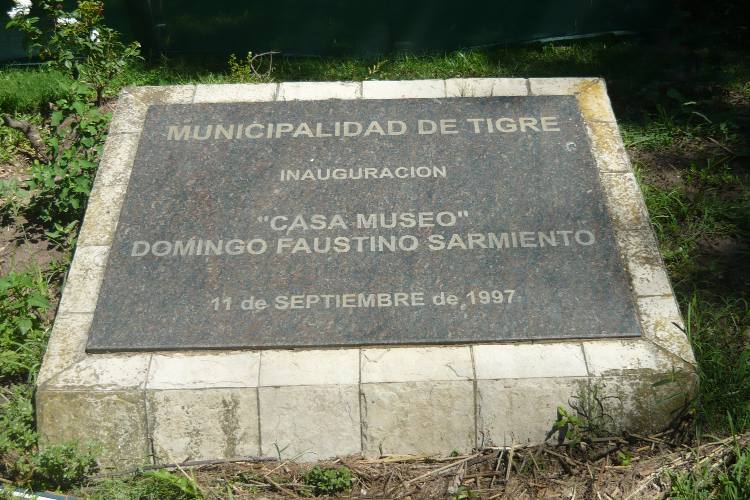 MUNICIPALIDAD DE TIGRE
INAUGURACION
"CASA MUSEO"
DOMINGO FAUSTINO SARMIENTO
11 de SEPTIEMBRE de 1997